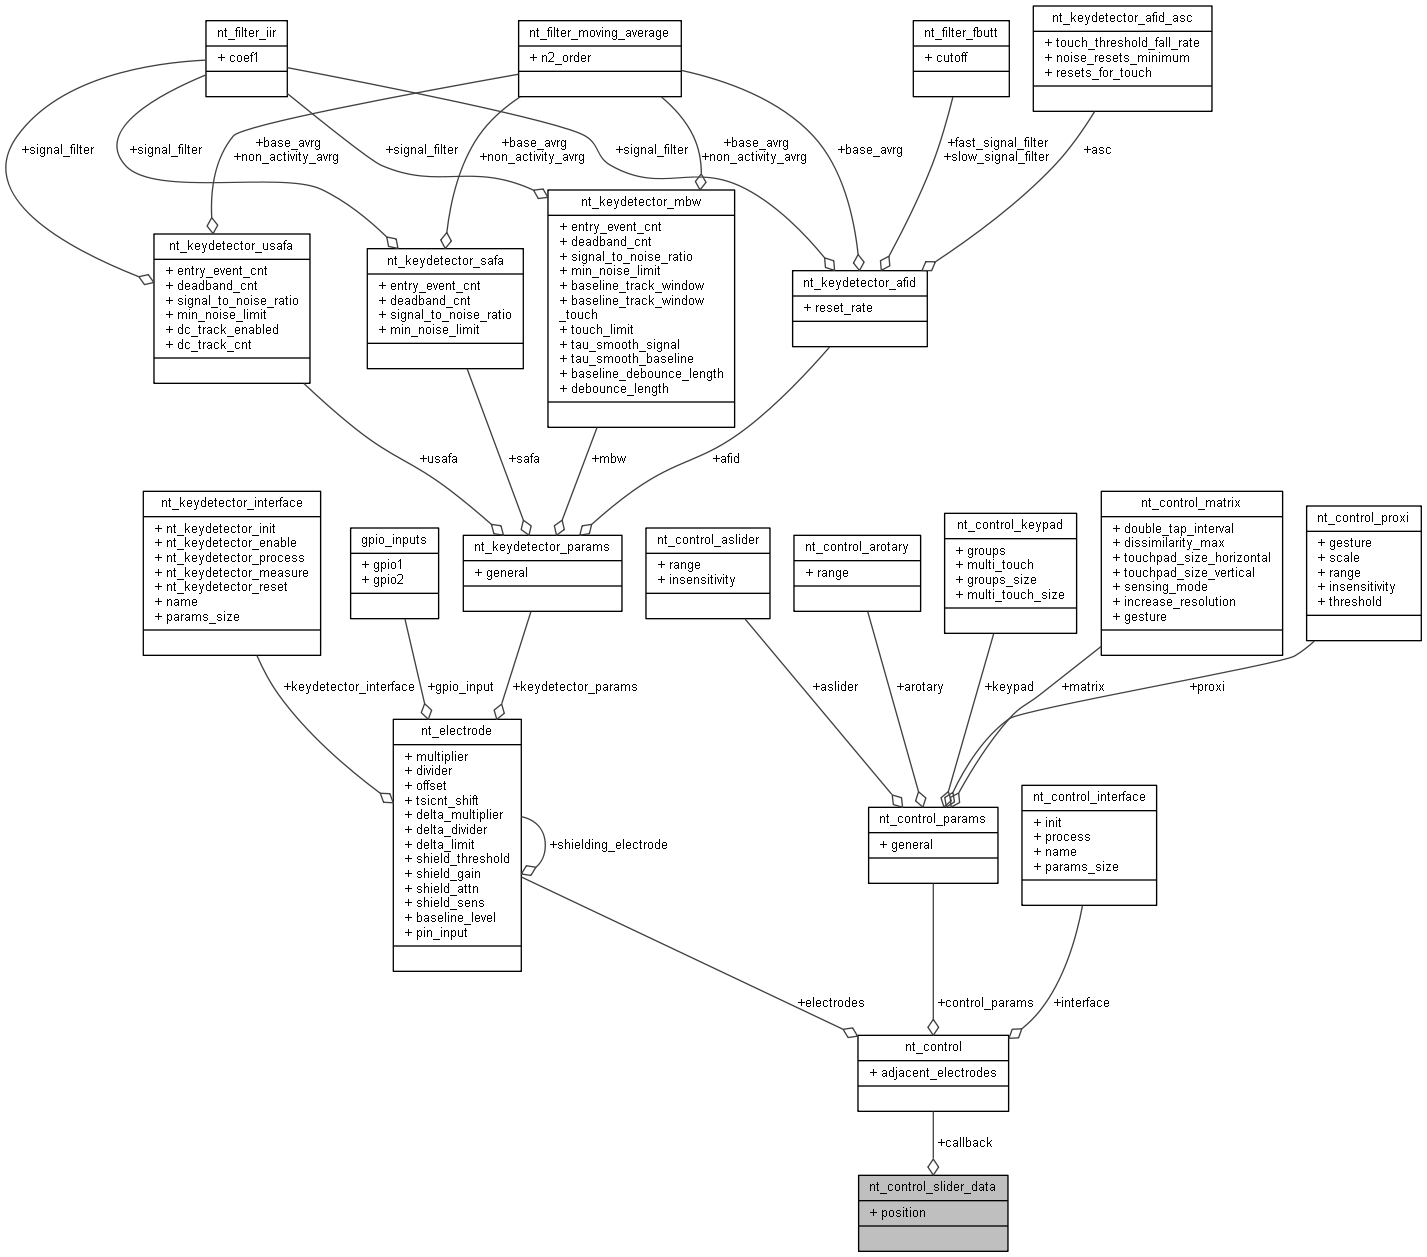 nt_filter_iir
+ coef1
nt_filter_moving_average
+ n2_order
nt_filter_fbutt
+ cutoff
nt_keydetector_afid_asc
+ touch_threshold_fall_rate
+ noise_resets_minimum
+ resets_for_touch
+signal_filter
+signal_filter
+base_avrg
+non_activity_avrg
+signal_filter
+base_avrg
+non_activity_avrg
+signal_filter
+base_avrg
+non_activity_avrg
+base_avrg
+fast_signal_filter
+slow_signal_filter
+asc
nt_keydetector_usafa
+ entry_event_cnt
+ deadband_cnt
+ signal_to_noise_ratio
+ min_noise_limit
+ dc_track_enabled
+ dc_track_cnt
nt_keydetector_safa
+ entry_event_cnt
+ deadband_cnt
+ signal_to_noise_ratio
+ min_noise_limit
nt_keydetector_mbw
+ entry_event_cnt
+ deadband_cnt
+ signal_to_noise_ratio
+ min_noise_limit
+ baseline_track_window
+ baseline_track_window
_touch
+ touch_limit
+ tau_smooth_signal
+ tau_smooth_baseline
+ baseline_debounce_length
+ debounce_length
nt_keydetector_afid
+ reset_rate
+usafa
+safa
+mbw
+afid
nt_keydetector_interface
+ nt_keydetector_init
+ nt_keydetector_enable
+ nt_keydetector_process
+ nt_keydetector_measure
+ nt_keydetector_reset
+ name
+ params_size
gpio_inputs
+ gpio1
+ gpio2
nt_keydetector_params
+ general
nt_control_aslider
+ range
+ insensitivity
nt_control_arotary
+ range
nt_control_keypad
+ groups
+ multi_touch
+ groups_size
+ multi_touch_size
nt_control_matrix
+ double_tap_interval
+ dissimilarity_max
+ touchpad_size_horizontal
+ touchpad_size_vertical
+ sensing_mode
+ increase_resolution
+ gesture
nt_control_proxi
+ gesture
+ scale
+ range
+ insensitivity
+ threshold
+keydetector_interface
+gpio_input
+keydetector_params
+aslider
+arotary
+keypad
+matrix
+proxi
nt_electrode
+ multiplier
+ divider
+ offset
+ tsicnt_shift
+ delta_multiplier
+ delta_divider
+ delta_limit
+ shield_threshold
+ shield_gain
+ shield_attn
+ shield_sens
+ baseline_level
+ pin_input
+shielding_electrode
nt_control_params
+ general
nt_control_interface
+ init
+ process
+ name
+ params_size
+electrodes
+control_params
+interface
nt_control
+ adjacent_electrodes
+callback
nt_control_slider_data
+ position